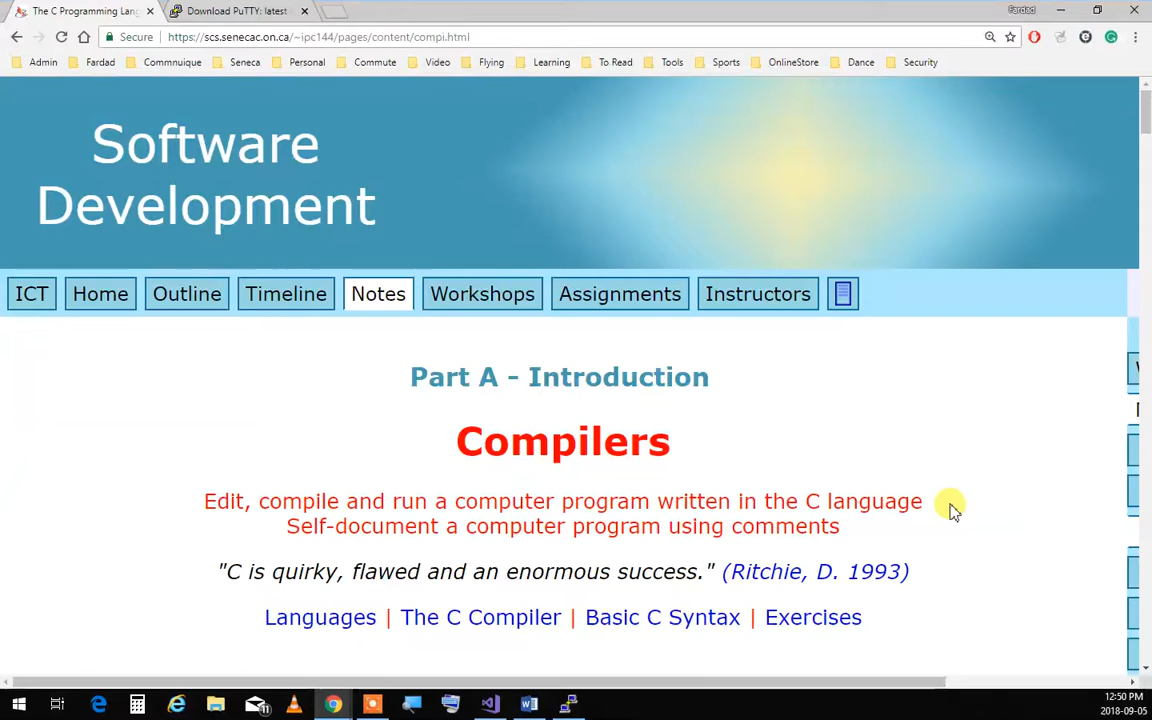 The C Programming Lang
Download PuTTY: latest
Fardad
Secure
https://scs.senecac.on.ca/~ipc144/pages/content/compi.html
Admin
Fardad
Commnuique
Seneca
Personal
Commute
Video
Flying
Learning
To Read
Tools
Sports
OnlineStore
Dance
Security
Software
Development
ICT
Home
Outline
Timeline
Notes
Workshops
Assignments
Instructors
Part A - Introduction
Compilers
Edit, compile and run a computer program written in the C language
Self-document a computer program using comments
"C is quirky, flawed and an enormous success." (Ritchie, D. 1993)
Languages | The C Compiler | Basic C Syntax | Exercises
11
12:50 PM
2018-09-05